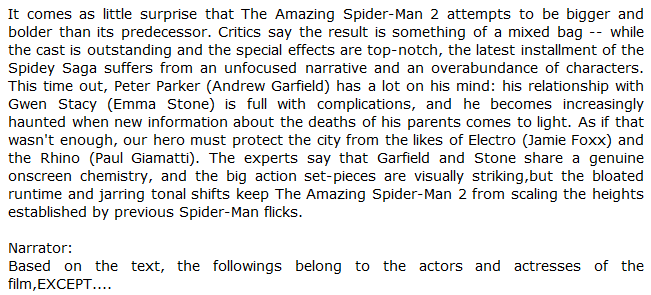 It comes as little surprise that The Amazing Spider-Man 2 attempts to be bigger and
bolder than its predecessor. Critics say the result is something of a mixed bag -- while
the cast is outstanding and the special effects are top-notch, the latest installment of the
Spidey Saga suffers from an unfocused narrative and an overabundance of characters.
This time out, Peter Parker (Andrew Garfield) has a lot on his mind: his relationship with
Gwen Stacy (Emma Stone) is full with complications, and he becomes increasingly
haunted when new information about the deaths of his parents comes to light. As if that
wasn't enough, our hero must protect the city from the likes of Electro (Jamie Foxx) and
the Rhino (Paul Giamatti). The experts say that Garfield and Stone share a genuine
onscreen chemistry, and the big action set-pieces are visually striking,but the bloated
runtime and jarring tonal shifts keep The Amazing Spider-Man 2 from scaling the heights
established by previous Spider-Man flicks.

Narrator:
Based on the text, the followings belong to the actors and actresses of the
film,EXCEPT....